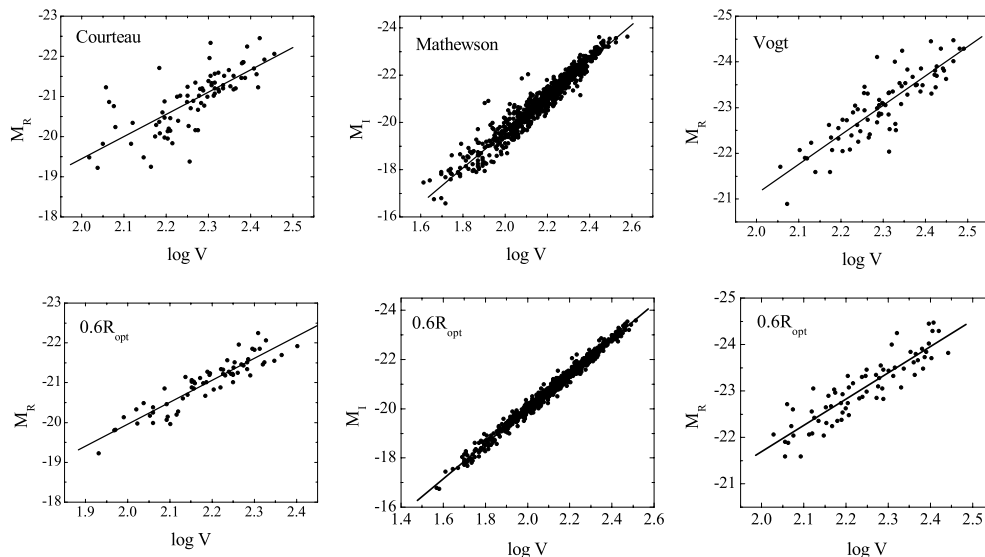 -23
-22
-21
-20
-19
-18
M_R
Courteau
2.0 2.1 2.2 2.3 2.4 2.5
log V
-24
-22
-20
-18
-16
M_I
Mathewson
1.6 1.8 2.0 2.2 2.4 2.6
log V
-25
-24
-23
-22
-21
M_R
Vogt
2.0 2.1 2.2 2.3 2.4 2.5
log V
-23
-22
-21
-20
-19
-18
M_R
0.6R_opt
1.9 2.0 2.1 2.2 2.3 2.4
log V
-24
-22
-20
-18
-16
M_I
0.6R_opt
1.4 1.6 1.8 2.0 2.2 2.4 2.6
log V
-25
-24
-23
-22
-21
M_R
0.6R_opt
2.0 2.1 2.2 2.3 2.4 2.5
log V